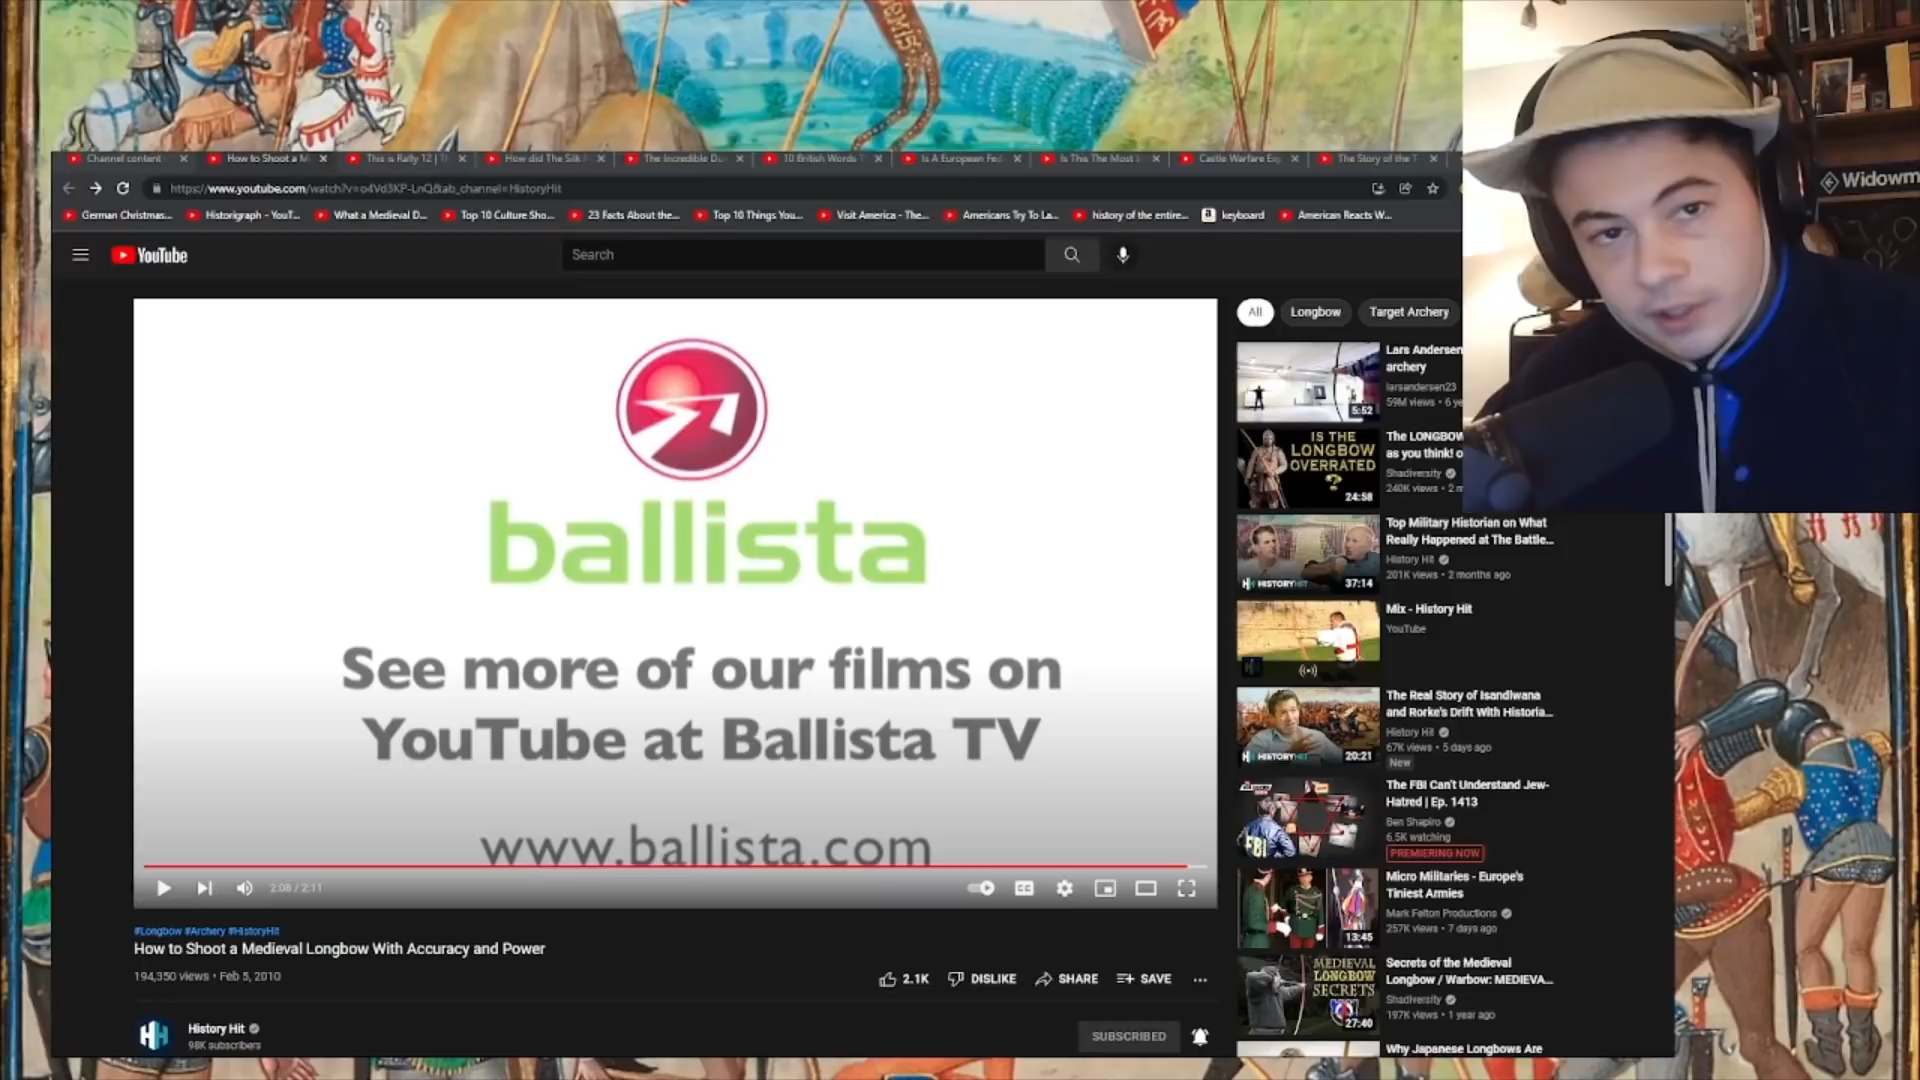 Channel content
How to Shoot a M
This is Rally 12 | T
How did The Silk
The Incredible Du
10 British Words
Is A European Fed
Is This The Most
Castle Warfare Ex
The Story of the T
https://www.youtube.com/watch?v=o4Vd3KP-LnQ&ab_channel=HistoryHit
German Christmas...
Historigraph - YouT...
What a Medieval D...
Top 10 Culture Sho...
23 Facts About the...
Top 10 Things You...
Visit America - The...
Americans Try To La...
history of the entire...
keyboard
American Reacts W...
Widowm
YouTube
Search
ballista
See more of our films on
YouTube at Ballista TV
www.ballista.com
2:08 / 2:11
CC
#Longbow #Archery #HistoryHit
How to Shoot a Medieval Longbow With Accuracy and Power
194,350 views • Feb 5, 2010
2.1K
DISLIKE
SHARE
SAVE
History Hit
98K subscribers
SUBSCRIBED
All
Longbow
Target Archery
5:52
Lars Andersen
archery
larsandersen23
59M views • 6 ye
IS THE
LONGBOW
OVERRATED
?
24:58
The LONGBOW
as you think! o
Shadiversity
240K views • 2 m
HISTORYHIT
37:14
Top Military Historian on What
Really Happened at The Battle...
History Hit
201K views • 2 months ago
Mix - History Hit
YouTube
HISTORYHIT
20:21
The Real Story of Isandlwana
and Rorke's Drift With Historia...
History Hit
67K views • 5 days ago
New
FBI
The FBI Can't Understand Jew-
Hatred | Ep. 1413
Ben Shapiro
6.5K watching
PREMIERING NOW
13:45
Micro Militaries - Europe's
Tiniest Armies
Mark Felton Productions
257K views • 7 days ago
MEDIEVAL
LONGBOW
SECRETS
27:40
Secrets of the Medieval
Longbow / Warbow: MEDIEVA...
Shadiversity
197K views • 1 year ago
Why Japanese Longbows Are